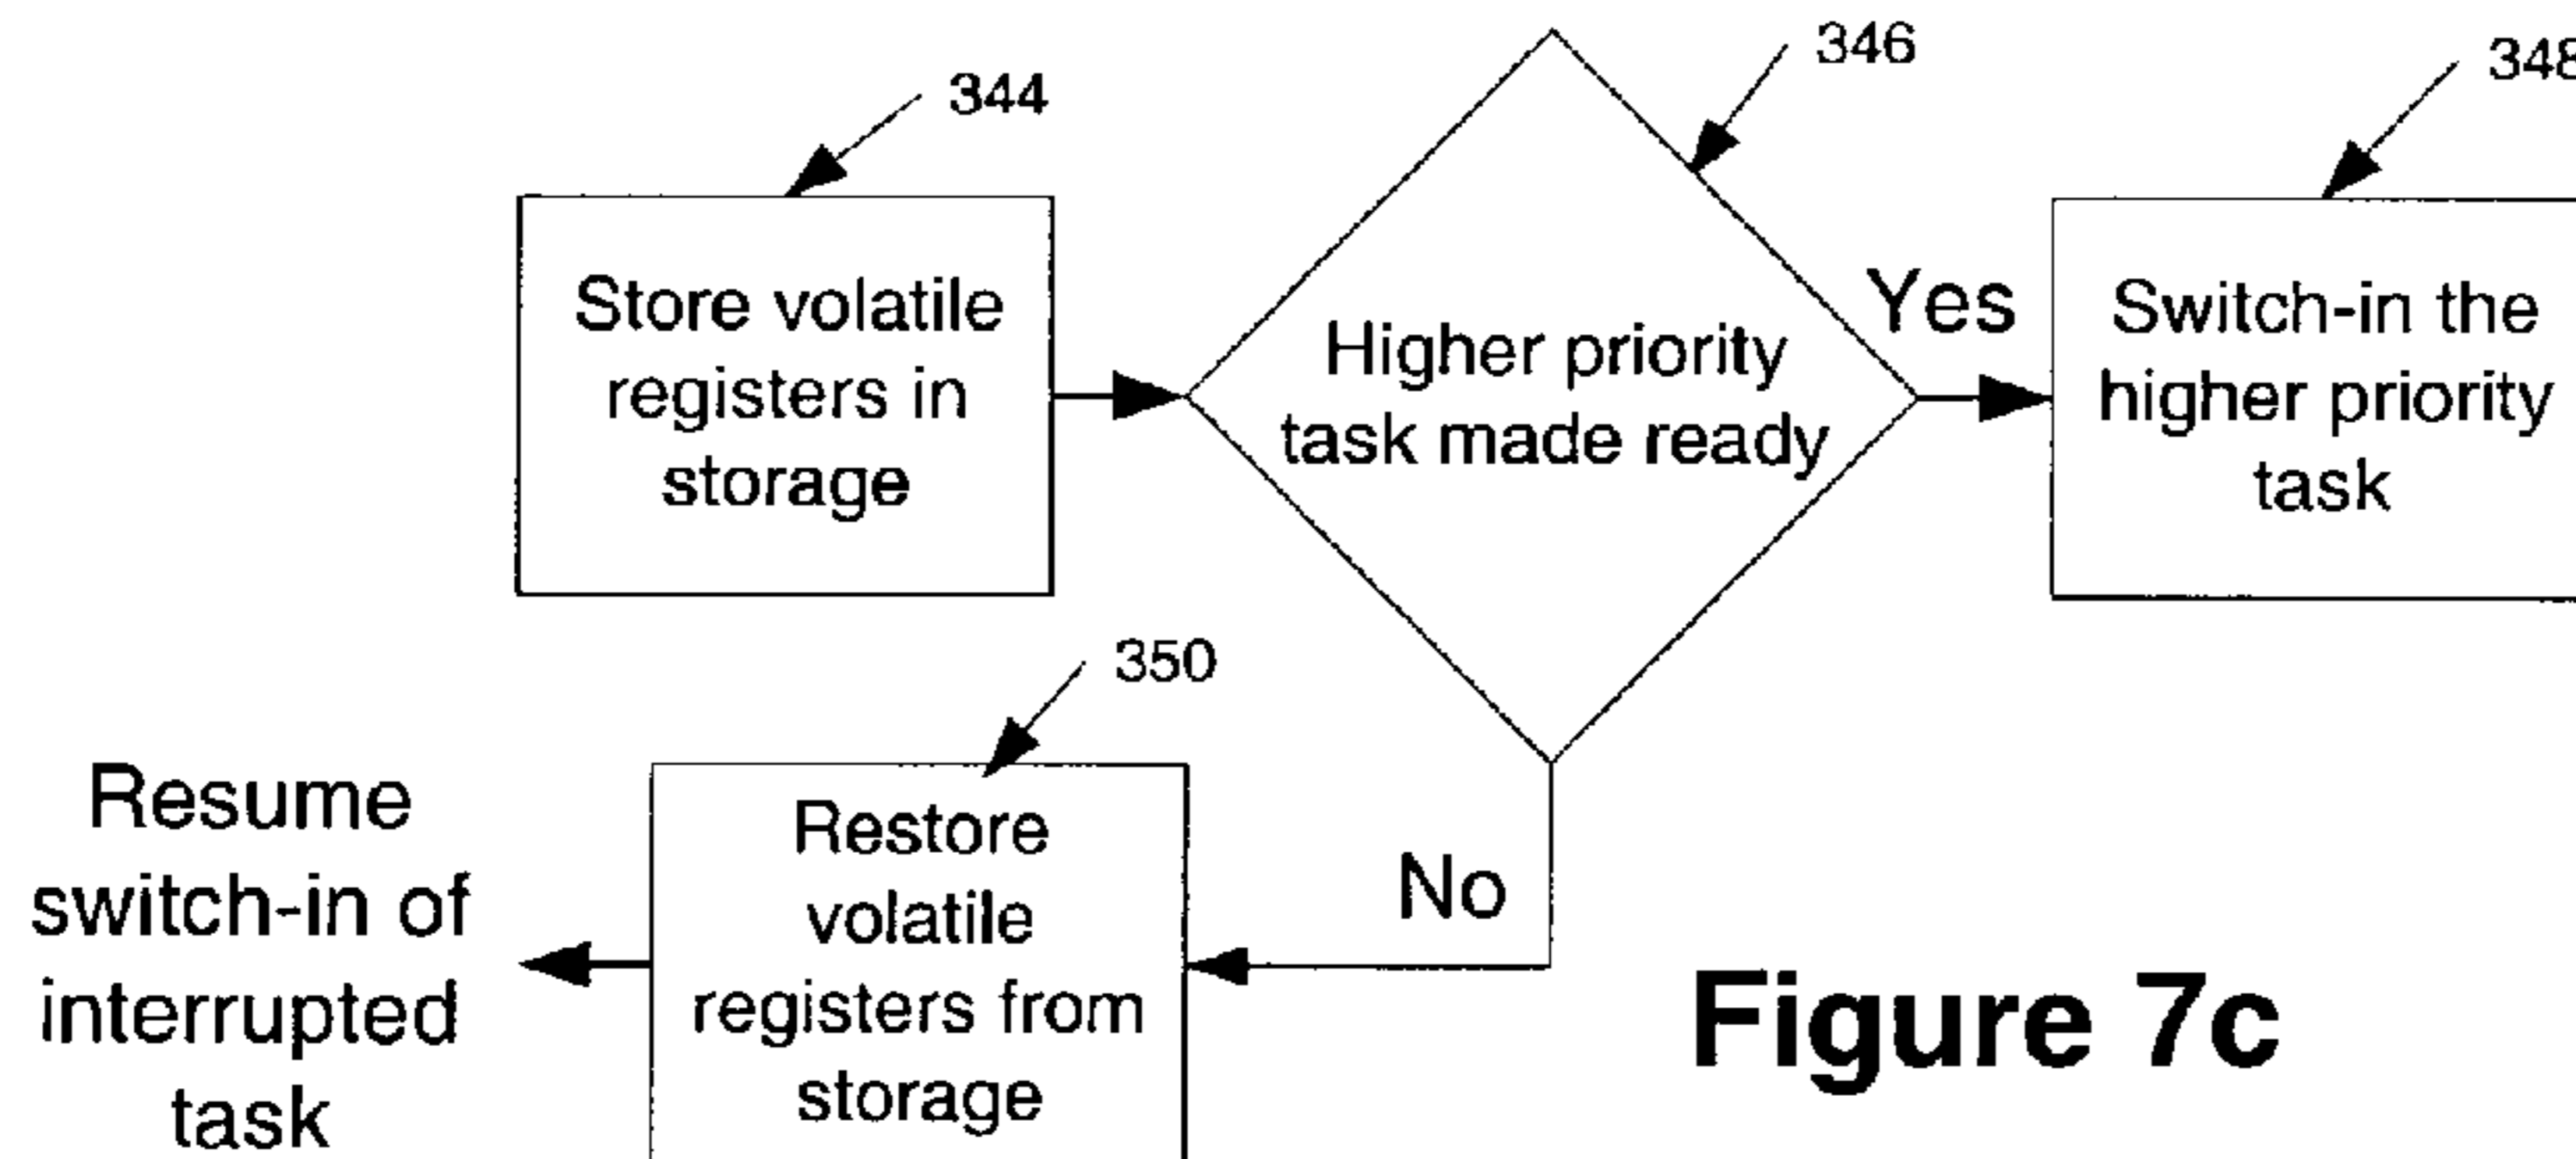 344
346
348
Store volatile
registers in
storage
Higher priority
task made ready
Yes
Switch-in the
higher priority
task
350
Resume
switch-in of
interrupted
task
Restore
volatile
registers from
storage
No
Figure 7c